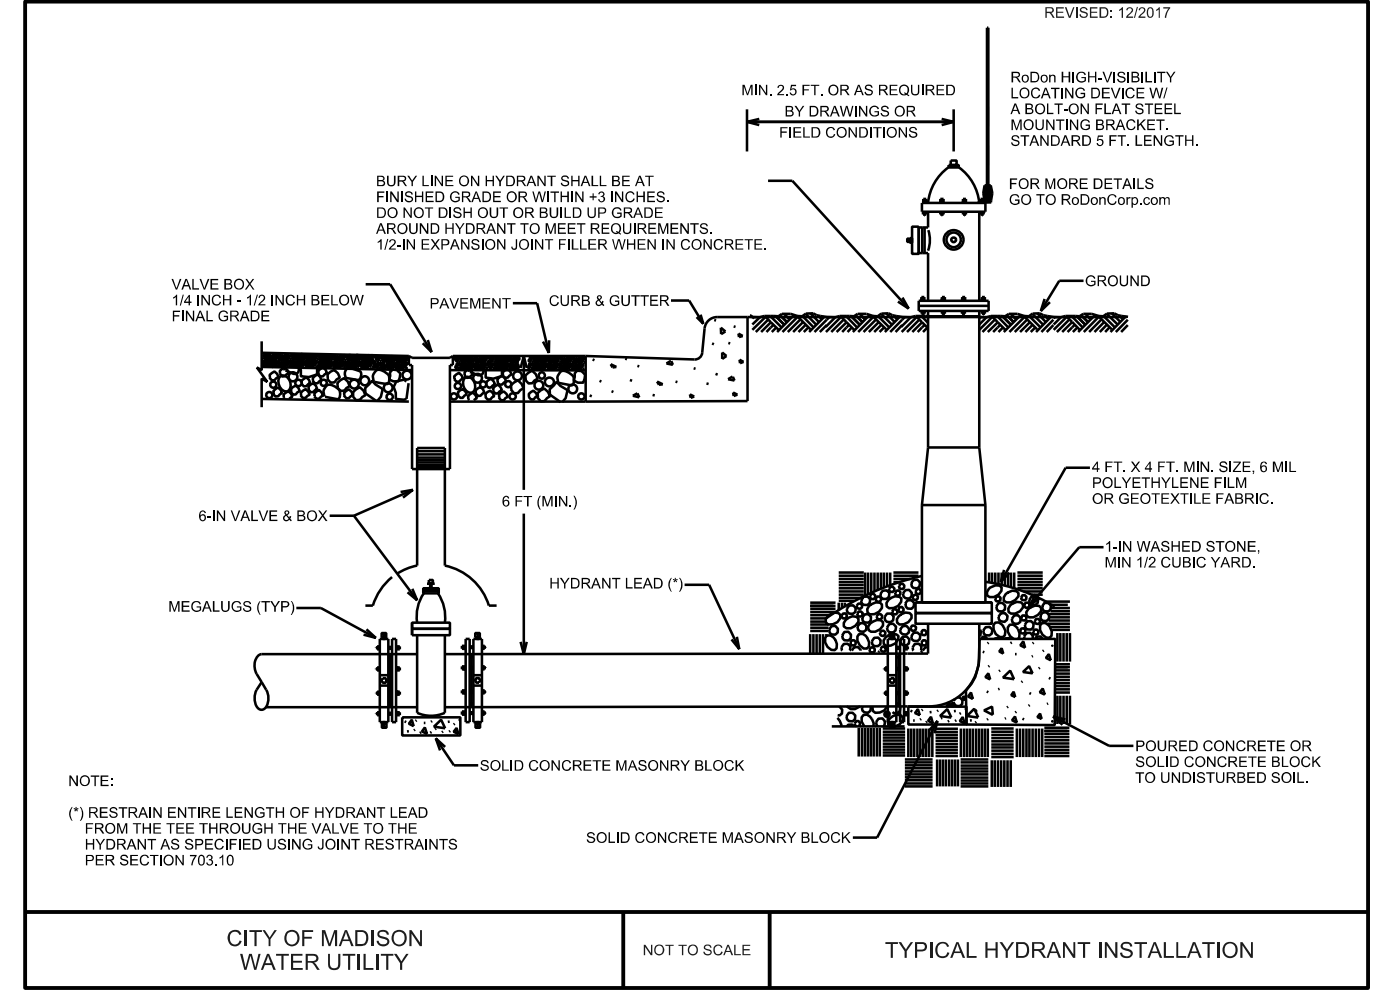 REVISED: 12/2017
RoDon HIGH-VISIBILITY
LOCATING DEVICE W/
A BOLT-ON FLAT STEEL
MOUNTING BRACKET.
STANDARD 5 FT. LENGTH.
FOR MORE DETAILS
GO TO RoDonCorp.com
MIN. 2.5 FT. OR AS REQUIRED
BY DRAWINGS OR
FIELD CONDITIONS
BURY LINE ON HYDRANT SHALL BE AT
FINISHED GRADE OR WITHIN +3 INCHES.
DO NOT DISH OUT OR BUILD UP GRADE
AROUND HYDRANT TO MEET REQUIREMENTS.
1/2-IN EXPANSION JOINT FILLER WHEN IN CONCRETE.
VALVE BOX
1/4 INCH - 1/2 INCH BELOW
FINAL GRADE
PAVEMENT
CURB & GUTTER
GROUND
4 FT. X 4 FT. MIN. SIZE, 6 MIL
POLYETHYLENE FILM
OR GEOTEXTILE FABRIC.
6-IN VALVE & BOX
6 FT (MIN.)
1-IN WASHED STONE,
MIN 1/2 CUBIC YARD.
HYDRANT LEAD (*)
MEGALUGS (TYP)
SOLID CONCRETE MASONRY BLOCK
POURED CONCRETE OR
SOLID CONCRETE BLOCK
TO UNDISTURBED SOIL.
SOLID CONCRETE MASONRY BLOCK
NOTE:
(*) RESTRAIN ENTIRE LENGTH OF HYDRANT LEAD
FROM THE TEE THROUGH THE VALVE TO THE
HYDRANT AS SPECIFIED USING JOINT RESTRAINTS
PER SECTION 703.10
CITY OF MADISON
WATER UTILITY
NOT TO SCALE
TYPICAL HYDRANT INSTALLATION